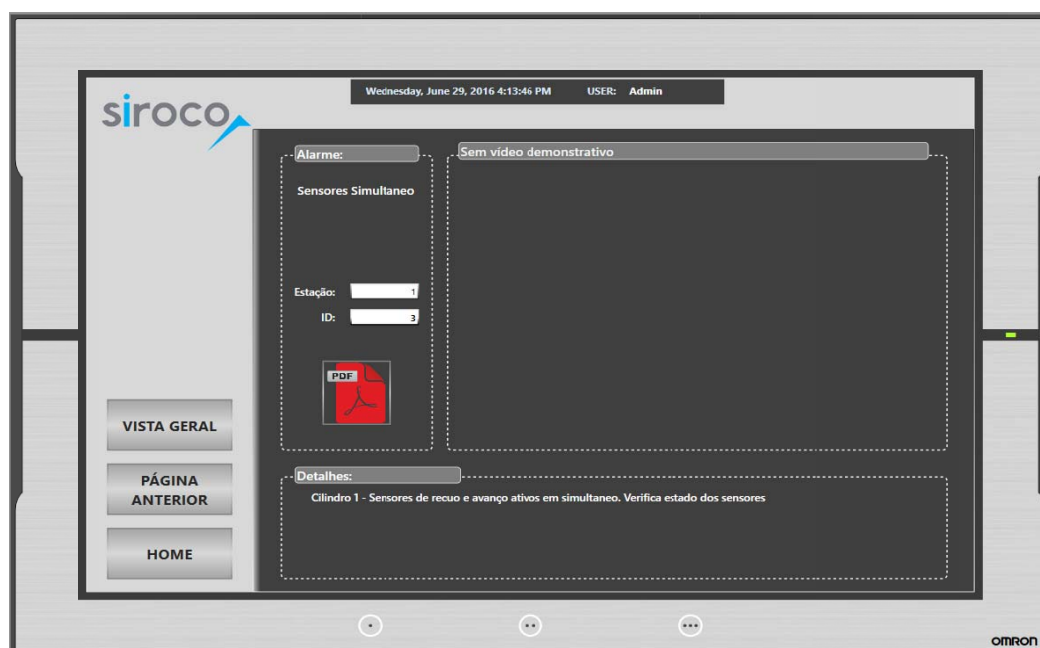 Wednesday, June 29, 2016 4:13:46 PM USER: Admin
siroco
Alarme:
Sensores Simultaneo
Estação: 1
ID: 3
PDF
Sem vídeo demonstrativo
VISTA GERAL
PÁGINA
ANTERIOR
HOME
Detalhes:
Cilindro 1 - Sensores de recuo e avanço ativos em simultaneo. Verifica estado dos sensores
OMRON